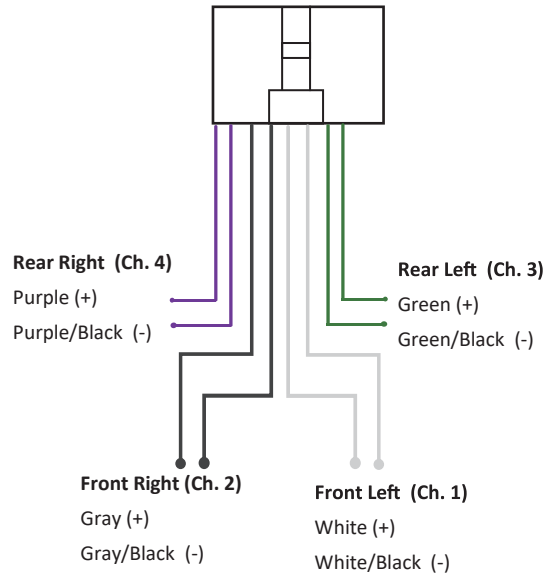 Rear Right (Ch. 4)
Purple (+)
Purple/Black (-)
Rear Left (Ch. 3)
Green (+)
Green/Black (-)
Front Right (Ch. 2)
Gray (+)
Gray/Black (-)
Front Left (Ch. 1)
White (+)
White/Black (-)